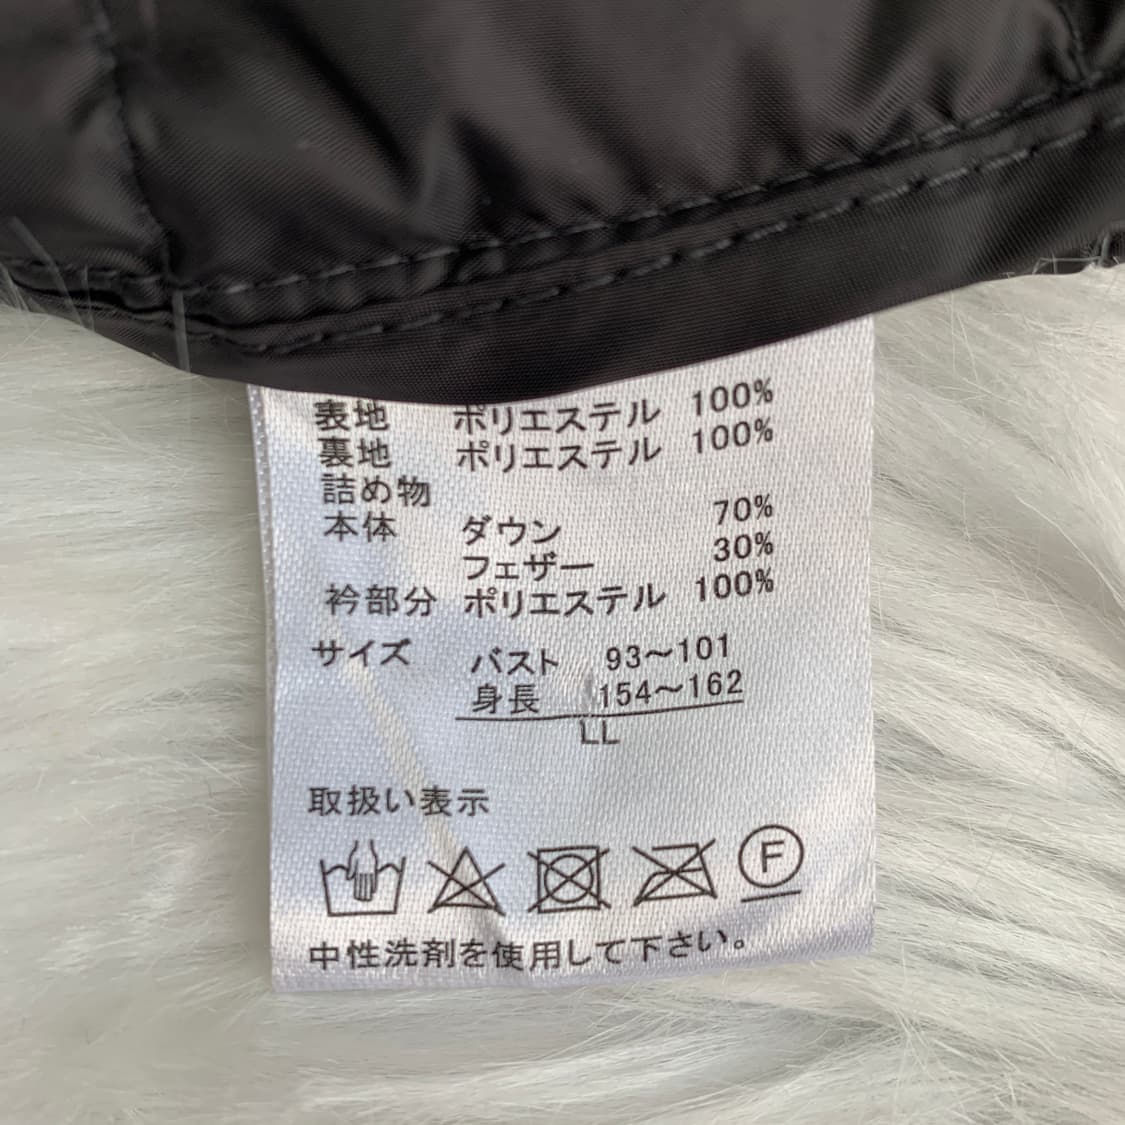 表地 ポリエステル 100%
裏地 ポリエステル 100%
詰め物
本体 ダウン 70%
フェザー 30%
衿部分 ポリエステル 100%
サイズ バスト 93～101
身長 154～162
LL
取扱い表示
F
中性洗剤を使用して下さい。